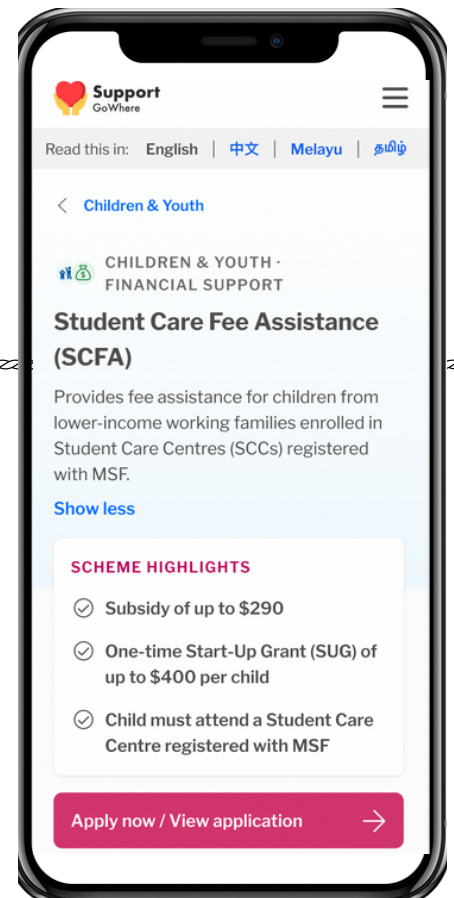 Support
GoWhere
Read this in: English | 中文 | Melayu | தமிழ்
Children & Youth
CHILDREN & YOUTH ·
FINANCIAL SUPPORT
Student Care Fee Assistance
(SCFA)
Provides fee assistance for children from
lower-income working families enrolled in
Student Care Centres (SCCs) registered
with MSF.
Show less
SCHEME HIGHLIGHTS
Subsidy of up to $290
One-time Start-Up Grant (SUG) of
up to $400 per child
Child must attend a Student Care
Centre registered with MSF
Apply now / View application